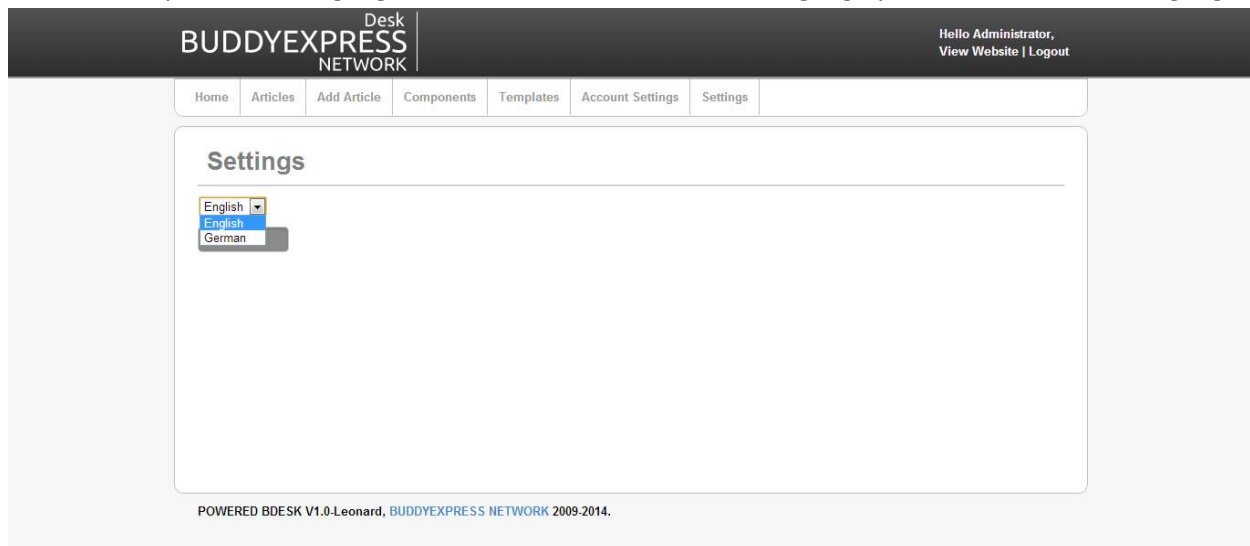 Desk
BUDDYEXPRESS
NETWORK
Hello Administrator,
View Website | Logout
Home Articles Add Article Components Templates Account Settings Settings
Settings
English
English
German
POWERED BDESK V1.0-Leonard, BUDDYEXPRESS NETWORK 2009-2014.